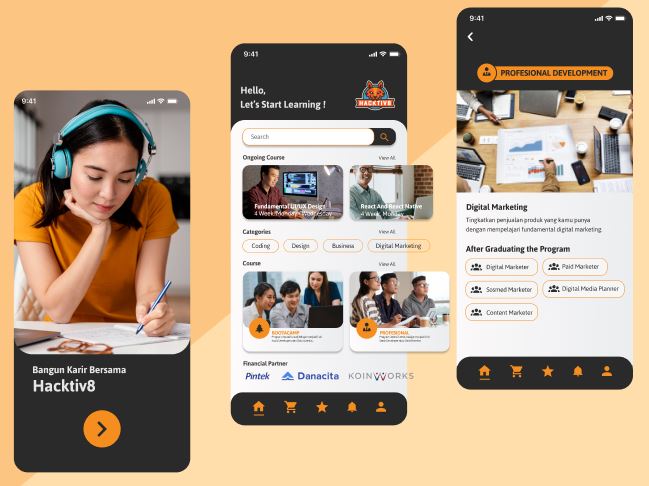 9:41
Bangun Karir Bersama
Hacktiv8
9:41
Hello,
Let's Start Learning !
HACKTIV8
Search
Ongoing Course
View All
Fundamental UI/UX Design
4 Week, Monday - Wednesday
React And React Native
4 Week, Monday
Categories
View All
Coding
Design
Business
Digital Marketing
Course
View All
BOOTACAMP
PROFESIONAL
Financial Partner
Pintek
Danacita
KOINWORKS
9:41
PROFESIONAL DEVELOPMENT
Digital Marketing
Tingkatkan penjualan produk yang kamu punya
dengan mempelajari fundamental digital marketing
After Graduating the Program
Digital Marketer
Paid Marketer
Sosmed Marketer
Digital Media Planner
Content Marketer